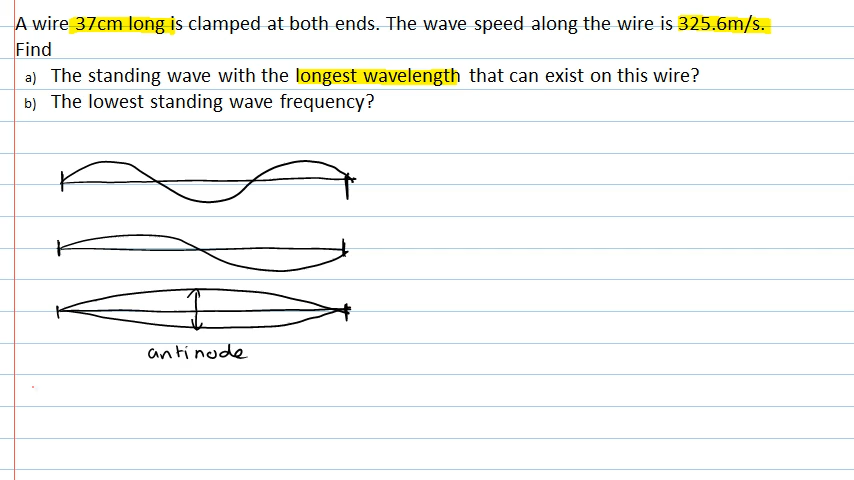 A wire 37cm long is clamped at both ends. The wave speed along the wire is 325.6m/s.
Find
a) The standing wave with the longest wavelength that can exist on this wire?
b) The lowest standing wave frequency?
antinode